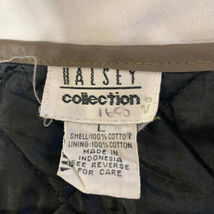 HALSEY
collection
L
SHELL:100% COTTON
LINING:100% COTTON
MADE IN
INDONESIA
SEE REVERSE
FOR CARE